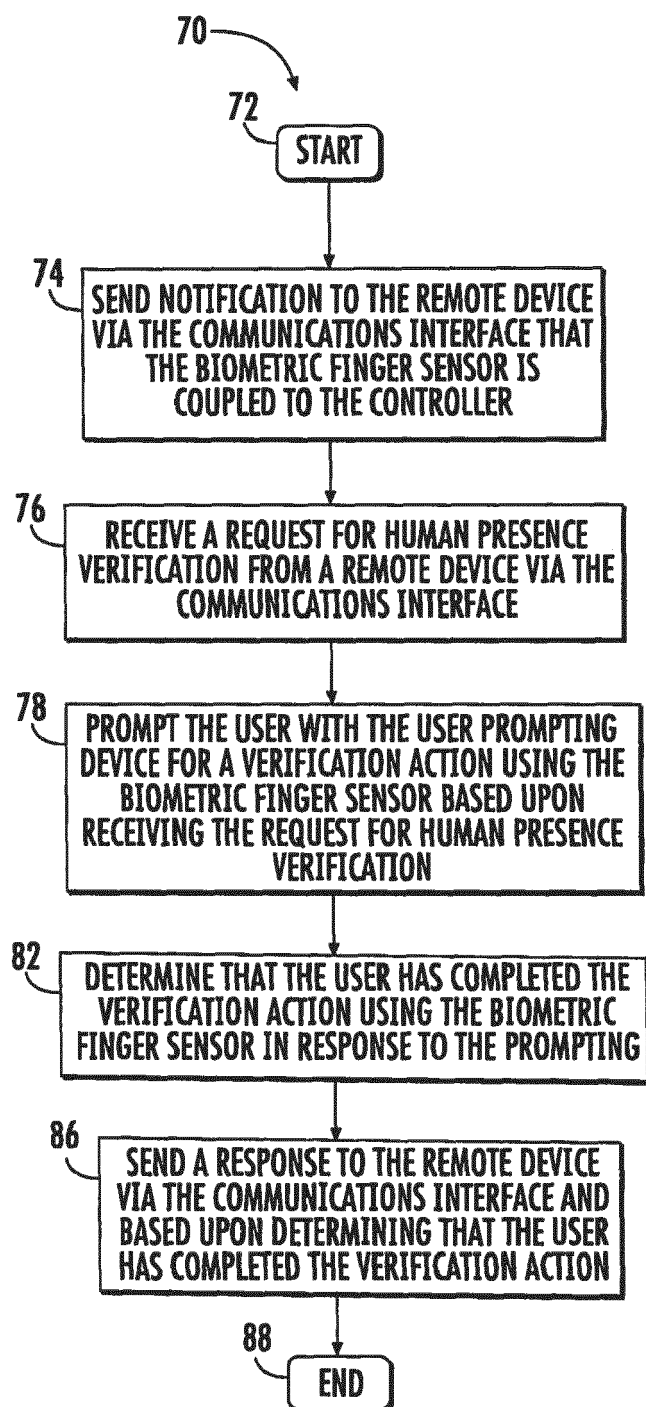 70
72
START
74
SEND NOTIFICATION TO THE REMOTE DEVICE
VIA THE COMMUNICATIONS INTERFACE THAT
THE BIOMETRIC FINGER SENSOR IS
COUPLED TO THE CONTROLLER
76
RECEIVE A REQUEST FOR HUMAN PRESENCE
VERIFICATION FROM A REMOTE DEVICE VIA THE
COMMUNICATIONS INTERFACE
78
PROMPT THE USER WITH THE USER PROMPTING
DEVICE FOR A VERIFICATION ACTION USING THE
BIOMETRIC FINGER SENSOR BASED UPON
RECEIVING THE REQUEST FOR HUMAN PRESENCE
VERIFICATION
82
DETERMINE THAT THE USER HAS COMPLETED THE
VERIFICATION ACTION USING THE BIOMETRIC
FINGER SENSOR IN RESPONSE TO THE PROMPTING
86
SEND A RESPONSE TO THE REMOTE DEVICE
VIA THE COMMUNICATIONS INTERFACE AND
BASED UPON DETERMINING THAT THE USER
HAS COMPLETED THE VERIFICATION ACTION
88
END